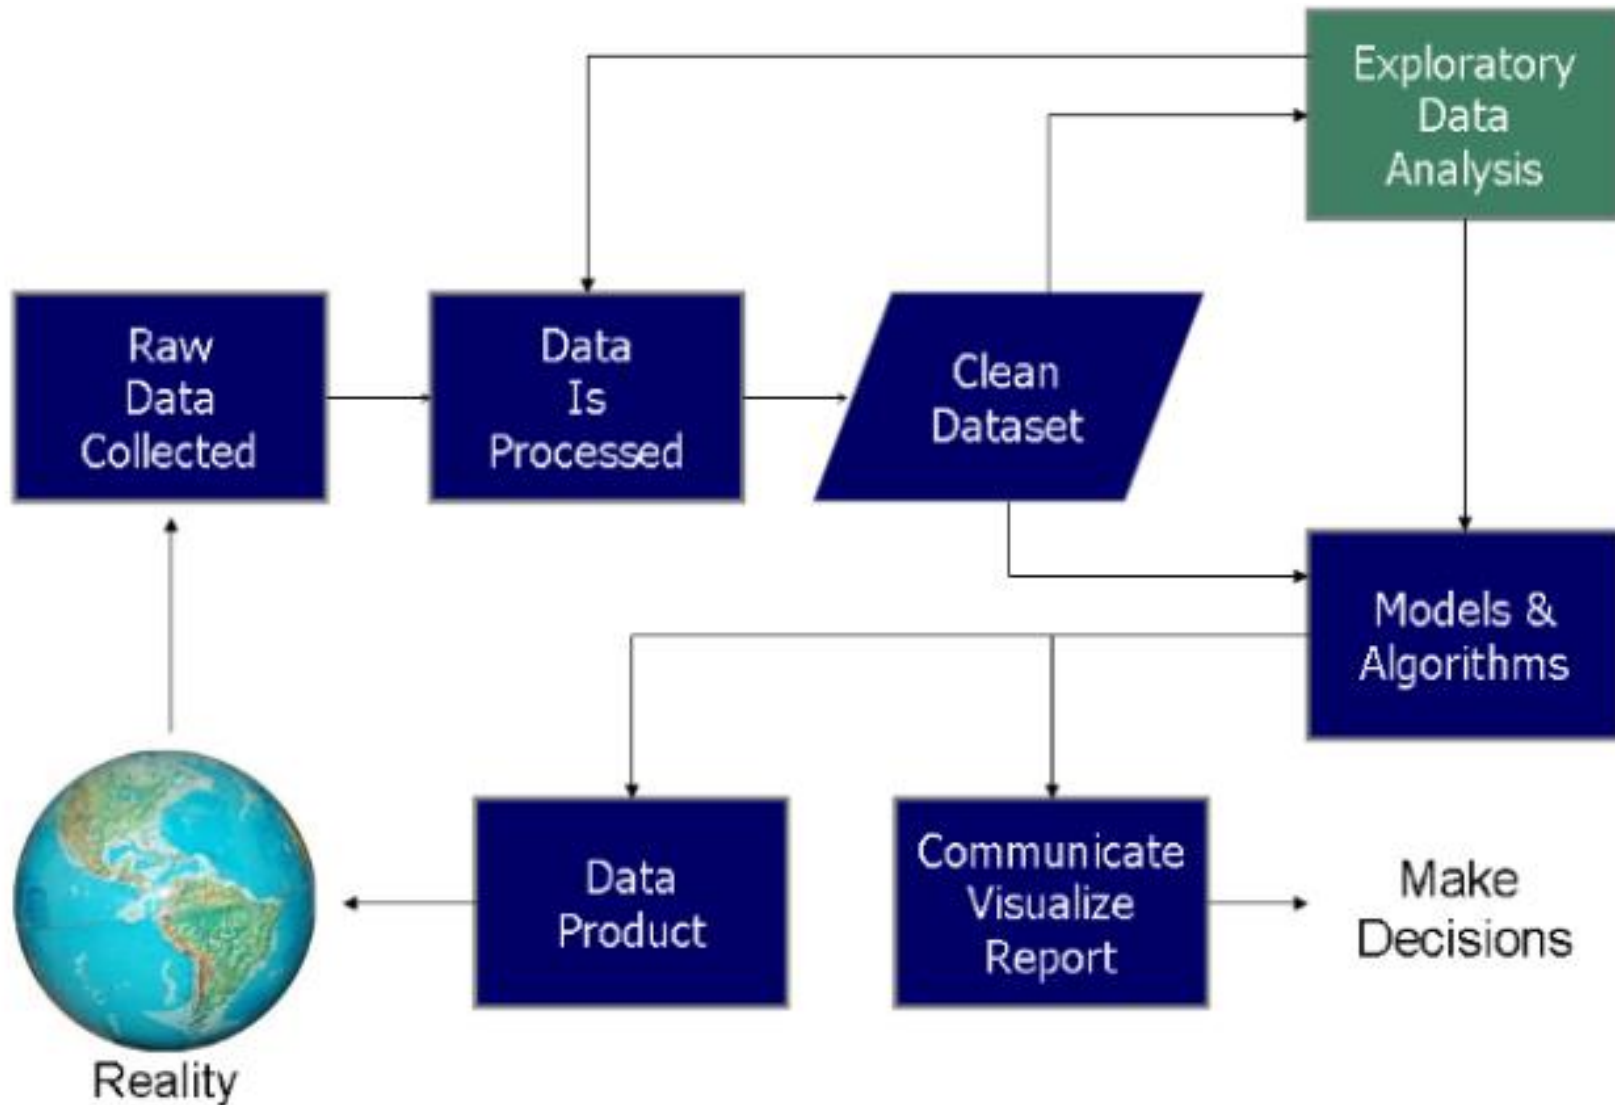 Exploratory
Data
Analysis
Raw
Data
Collected
Data
Is
Processed
Clean
Dataset
Models &
Algorithms
Data
Product
Communicate
Visualize
Report
Make
Decisions
Reality